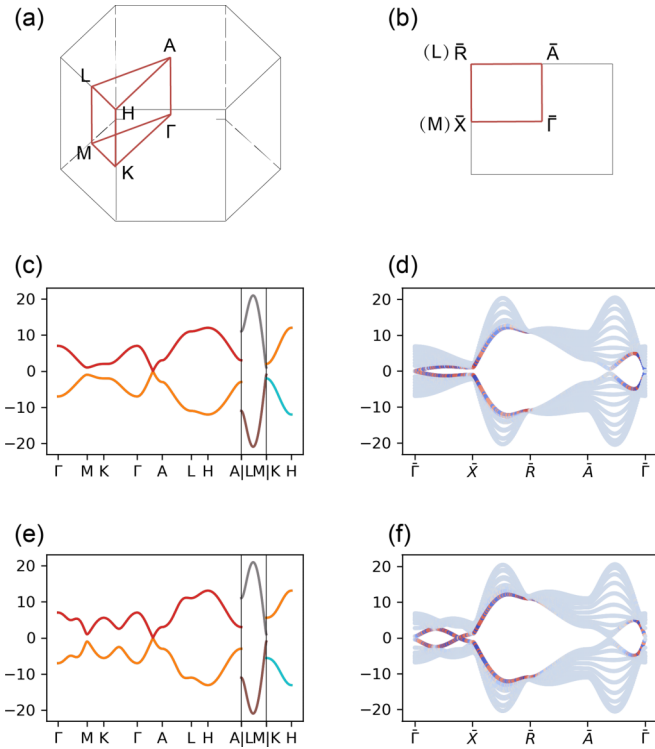 (a)
A
L
H
Γ
M
K
(b)
(L) R̄ Ā
(M) X̄ Γ̄
(c)
20
10
0
−10
−20
Γ M K Γ A L H A|LM|K H
(d)
20
10
0
−10
−20
Γ̄ X̄ R̄ Ā Γ̄
(e)
20
10
0
−10
−20
Γ M K Γ A L H A|LM|K H
(f)
20
10
0
−10
−20
Γ̄ X̄ R̄ Ā Γ̄